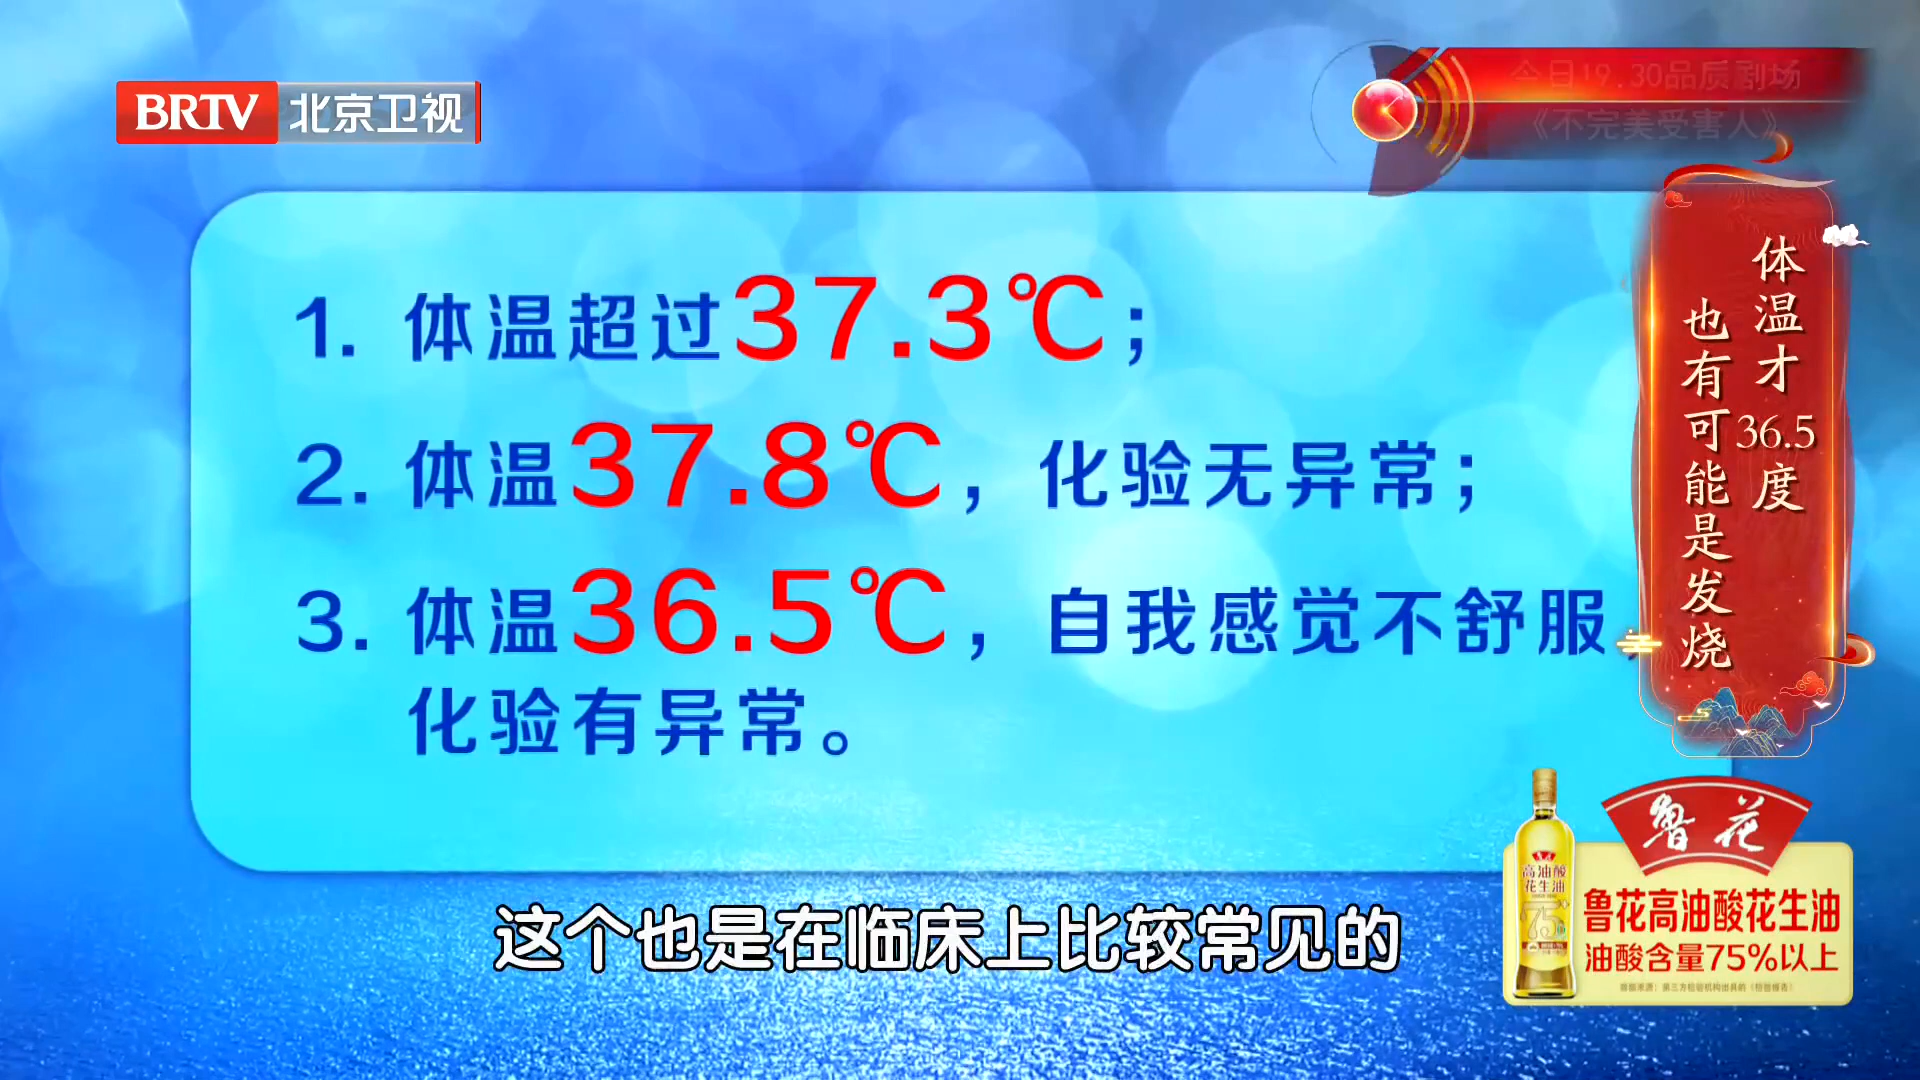 BRTV 北京卫视
今日19.30品质剧场
《不完美受害人》
1. 体温超过37.3℃；
2. 体温37.8℃，化验无异常；
3. 体温36.5℃，自我感觉不舒服，
化验有异常。
体温才36.5度
也有可能是发烧
鲁花
鲁花高油酸花生油
油酸含量75%以上
高油酸
花生油
75%
这个也是在临床上比较常见的